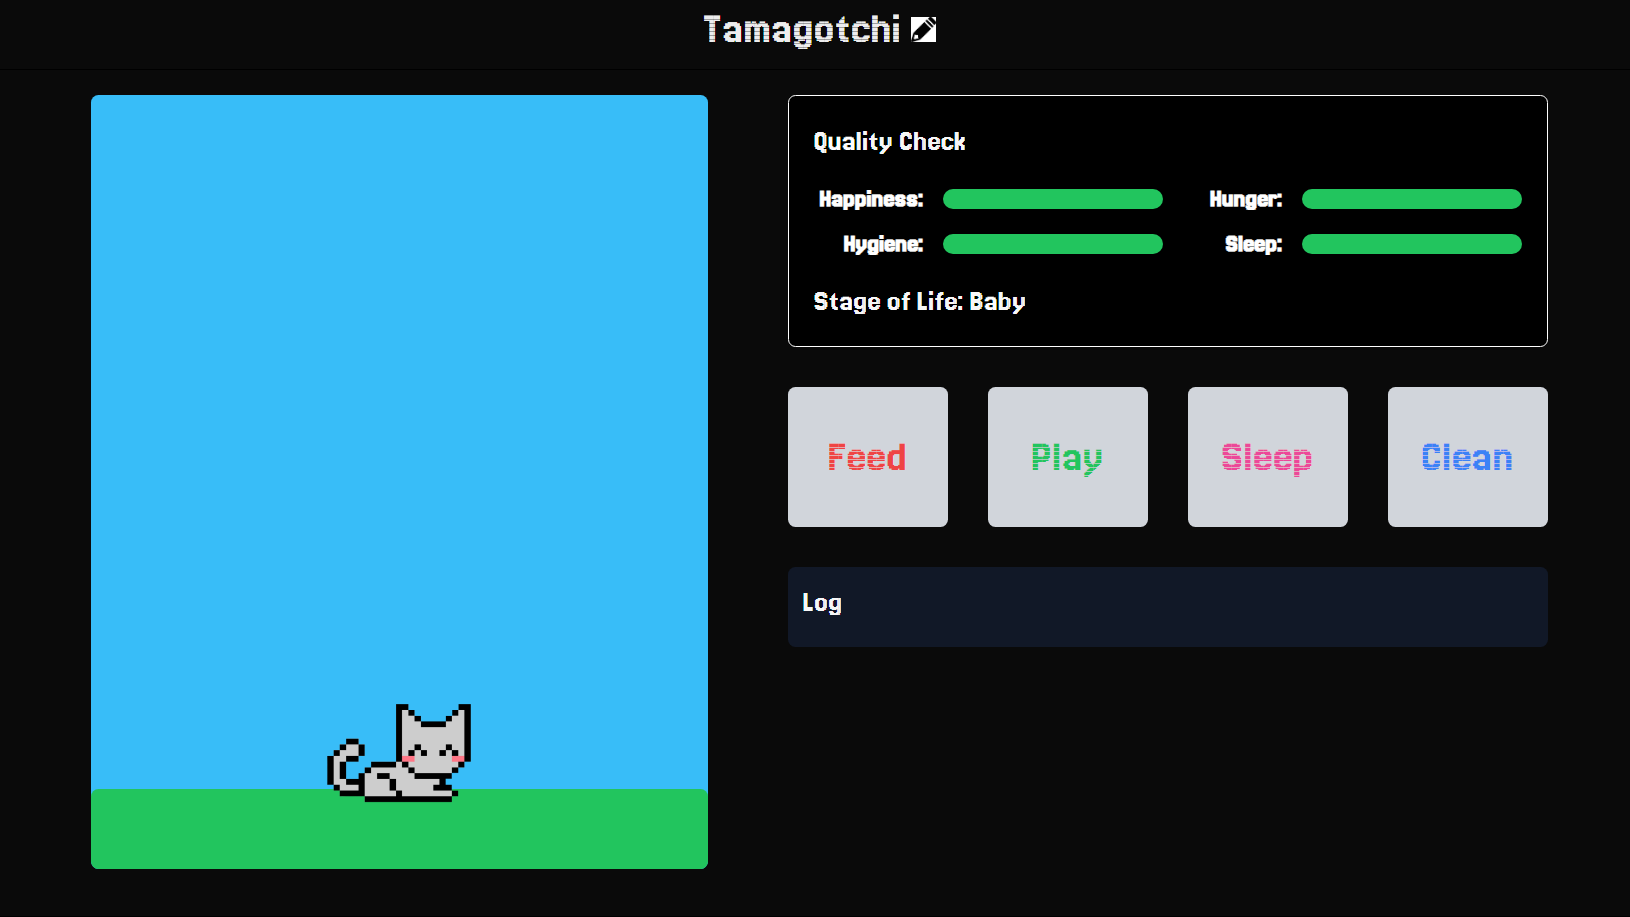 Tamagotchi
Quality Check
Happiness:
Hunger:
Hygiene:
Sleep:
Stage of Life: Baby
Feed
Play
Sleep
Clean
Log